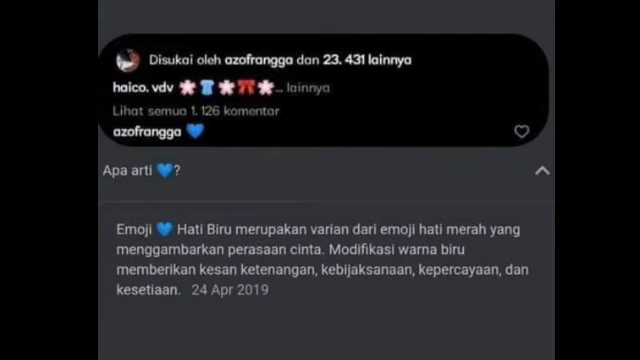 Disukai oleh azofrangga dan 23. 431 lainnya
haico. vdv 🌸👕🌸🎀🌸... lainnya
Lihat semua 1. 126 komentar
azofrangga 💙
Apa arti 💙?
Emoji 💙 Hati Biru merupakan varian dari emoji hati merah yang
menggambarkan perasaan cinta. Modifikasi warna biru
memberikan kesan ketenangan, kebijaksanaan, kepercayaan, dan
kesetiaan. 24 Apr 2019